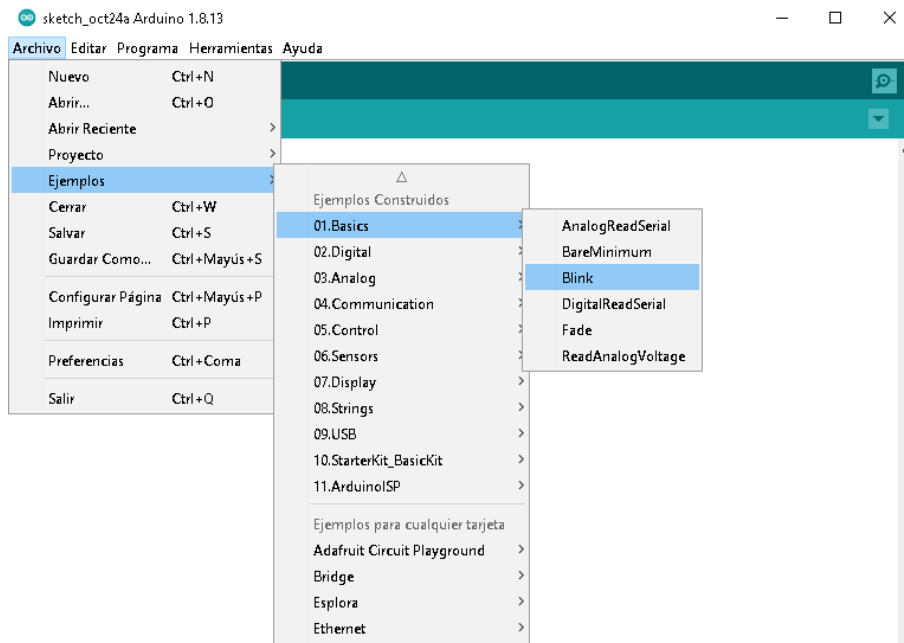 sketch_oct24a Arduino 1.8.13
Archivo Editar Programa Herramientas Ayuda
Nuevo Ctrl+N
Abrir... Ctrl+O
Abrir Reciente
Proyecto
Ejemplos
Cerrar Ctrl+W
Salvar Ctrl+S
Guardar Como... Ctrl+Mayús+S
Configurar Página Ctrl+Mayús+P
Imprimir Ctrl+P
Preferencias Ctrl+Coma
Salir Ctrl+Q
Ejemplos Construidos
01.Basics
02.Digital
03.Analog
04.Communication
05.Control
06.Sensors
07.Display
08.Strings
09.USB
10.StarterKit_BasicKit
11.ArduinoISP
Ejemplos para cualquier tarjeta
Adafruit Circuit Playground
Bridge
Esplora
Ethernet
AnalogReadSerial
BareMinimum
Blink
DigitalReadSerial
Fade
ReadAnalogVoltage